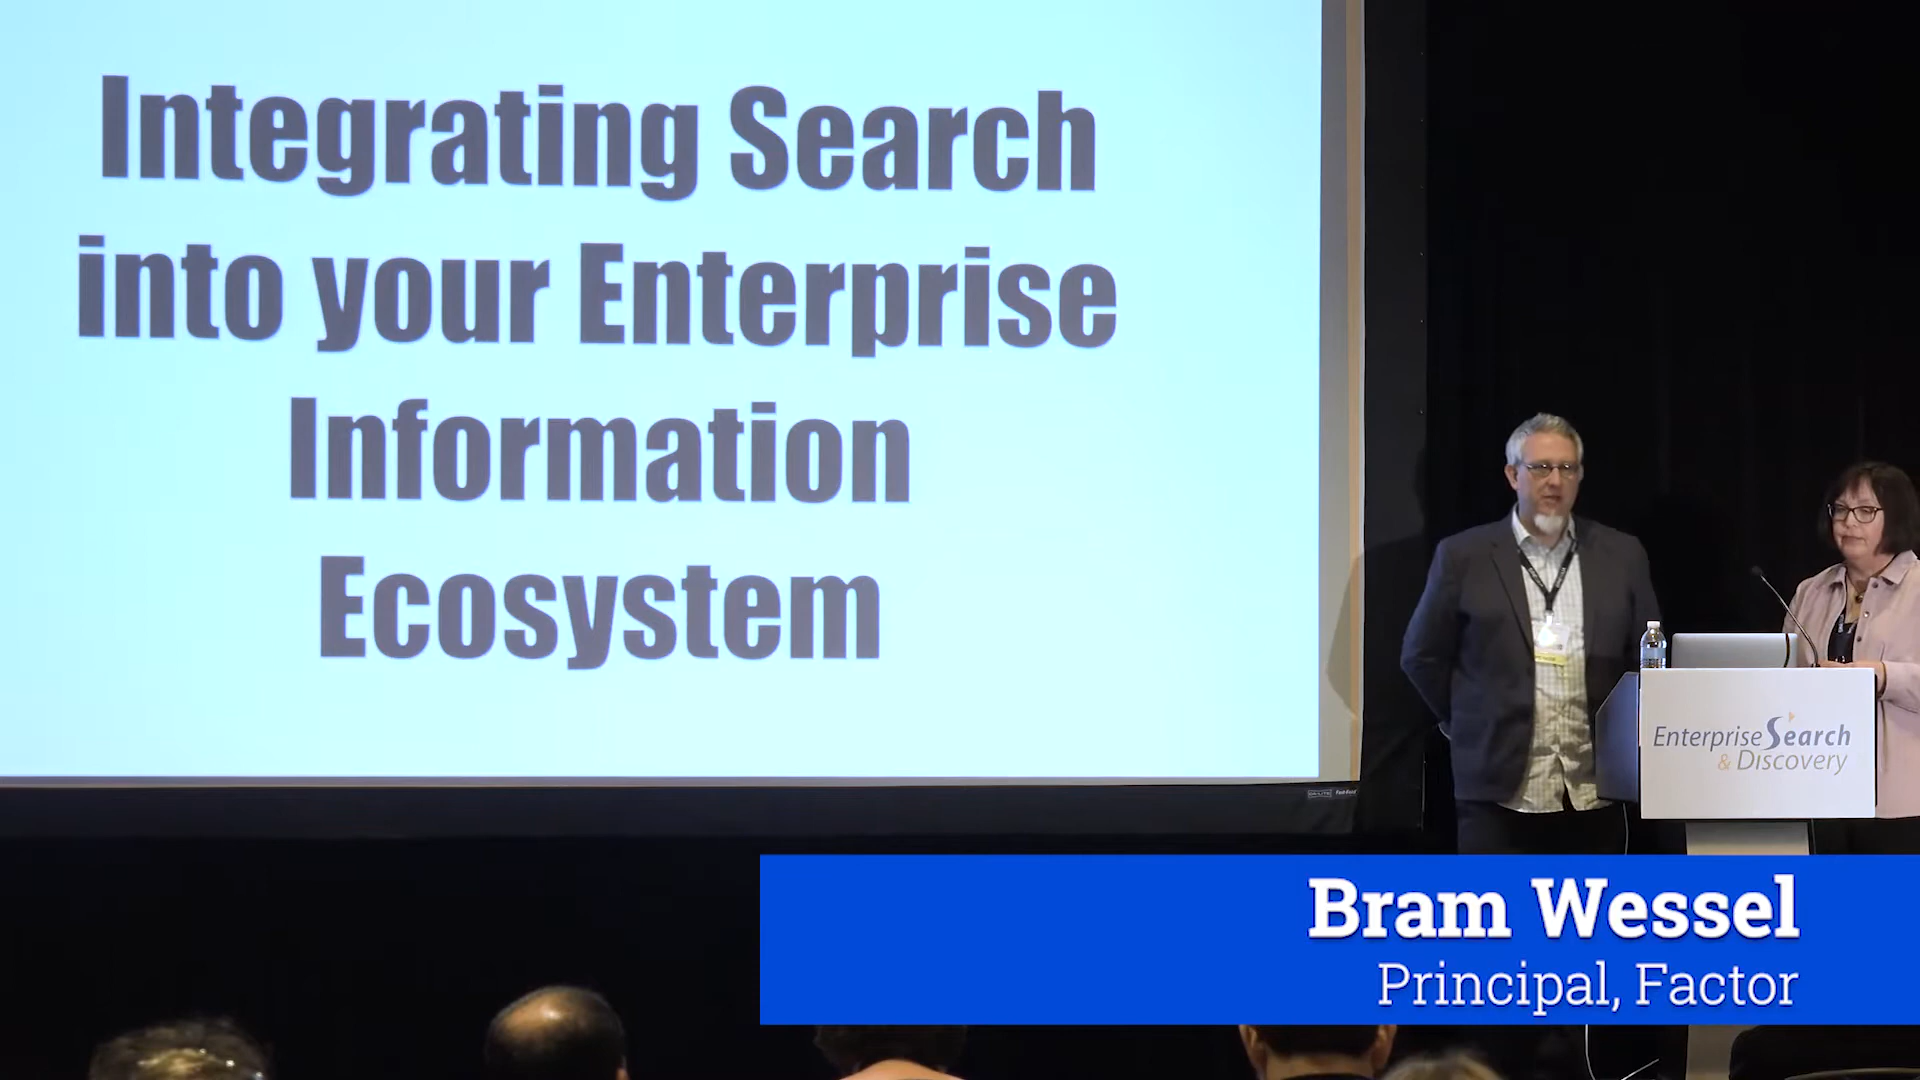 Integrating Search
into your Enterprise
Information
Ecosystem
Enterprise Search
& Discovery
Bram Wessel
Principal, Factor